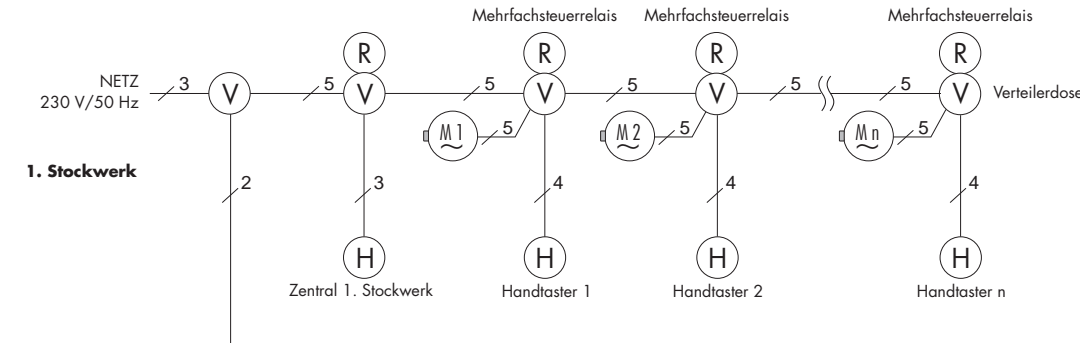 Mehrfachsteuerrelais Mehrfachsteuerrelais Mehrfachsteuerrelais
R R R R
NETZ
230 V/50 Hz
3 V 5 V 5 V 5 V 5 5 V Verteilerdose
M1 5 M2 5 Mn 5
1. Stockwerk
2 3 4 4 4
H H H H
Zentral 1. Stockwerk Handtaster 1 Handtaster 2 Handtaster n